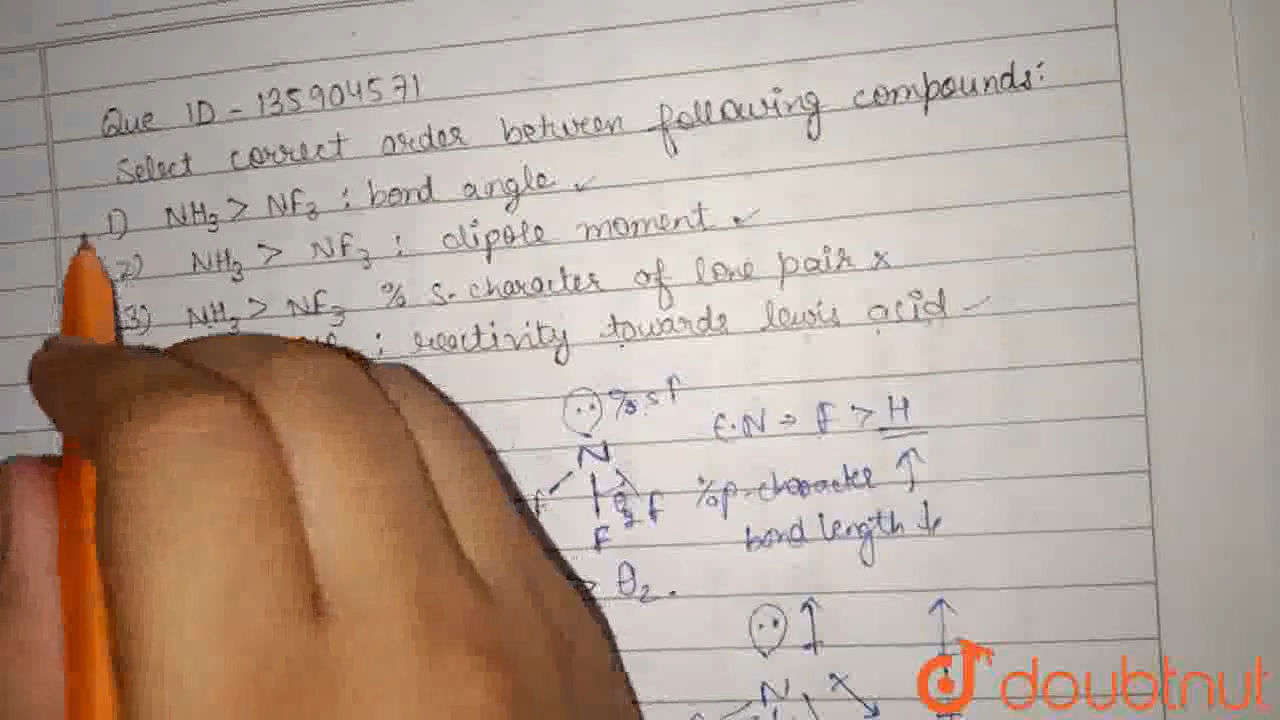 Que ID - 135904571
Select correct order between following compounds:
1) NH3 > NF3 : bond angle ✓
2) NH3 > NF3 : dipole moment ✓
3) NH3 > NF3 % s-character of lone pair ×
: reactivity towards lewis acid ✓
%s↑
E.N → F > H
N
%p-character ↑
F F
F
bond length ↓
θ2.
N
doubtnut